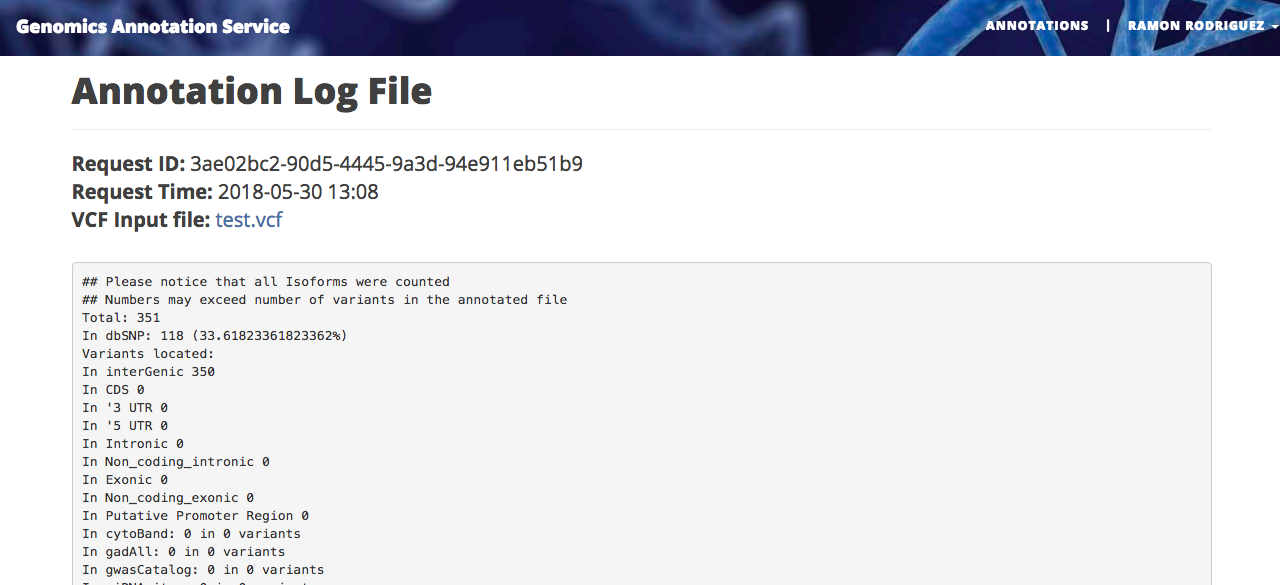 Genomics Annotation Service
ANNOTATIONS | RAMON RODRIGUEZ
Annotation Log File
Request ID: 3ae02bc2-90d5-4445-9a3d-94e911eb51b9
Request Time: 2018-05-30 13:08
VCF Input file: test.vcf
## Please notice that all Isoforms were counted
## Numbers may exceed number of variants in the annotated file
Total: 351
In dbSNP: 118 (33.61823361823362%)
Variants located:
In interGenic 350
In CDS 0
In '3 UTR 0
In '5 UTR 0
In Intronic 0
In Non_coding_intronic 0
In Exonic 0
In Non_coding_exonic 0
In Putative Promoter Region 0
In cytoBand: 0 in 0 variants
In gadAll: 0 in 0 variants
In gwasCatalog: 0 in 0 variants